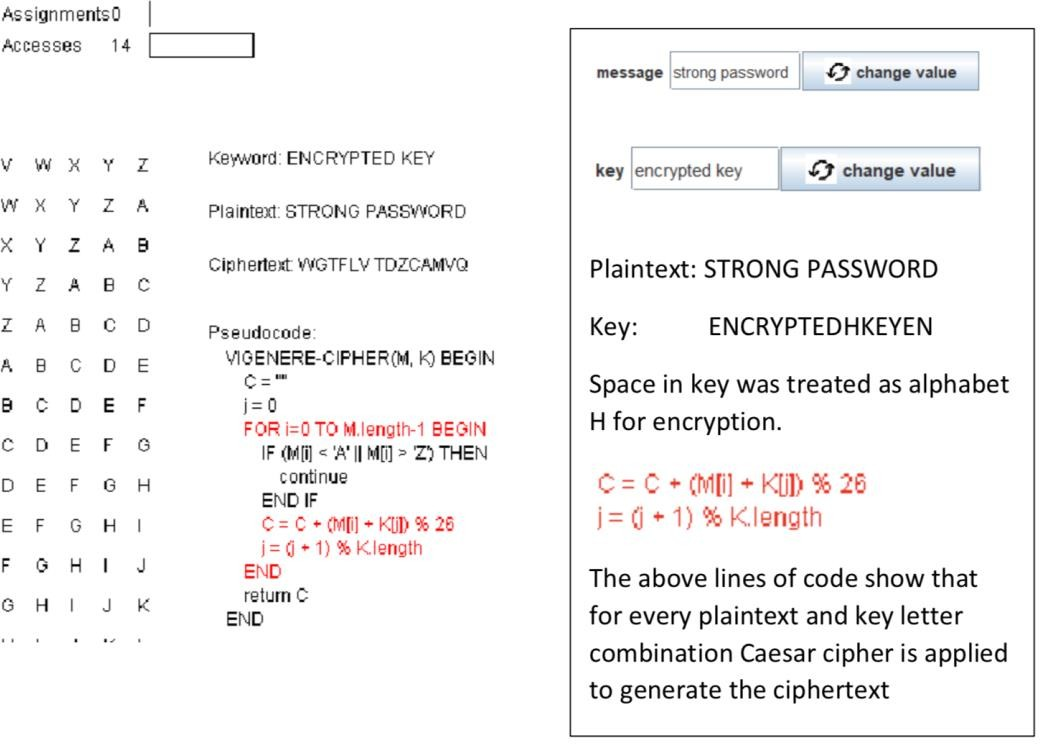 Assignments0
Accesses 14
V W X Y Z
W X Y Z A
X Y Z A B
Y Z A B C
Z A B C D
A B C D E
B C D E F
C D E F G
D E F G H
E F G H I
F G H I J
G H I J K
Keyword: ENCRYPTED KEY
Plaintext: STRONG PASSWORD
Ciphertext: WGTFLV TDZCAMVQ
Pseudocode:
VIGENERE-CIPHER(M, K) BEGIN
C = ""
j = 0
FOR i=0 TO M.length-1 BEGIN
IF (M[i] < 'A' || M[i] > 'Z') THEN
continue
END IF
C = C + (M[i] + K[j]) % 26
j = (j + 1) % K.length
END
return C
END
message strong password change value
key encrypted key change value
Plaintext: STRONG PASSWORD
Key: ENCRYPTEDHKEYEN
Space in key was treated as alphabet
H for encryption.
C = C + (M[i] + K[j]) % 26
j = (j + 1) % K.length
The above lines of code show that
for every plaintext and key letter
combination Caesar cipher is applied
to generate the ciphertext